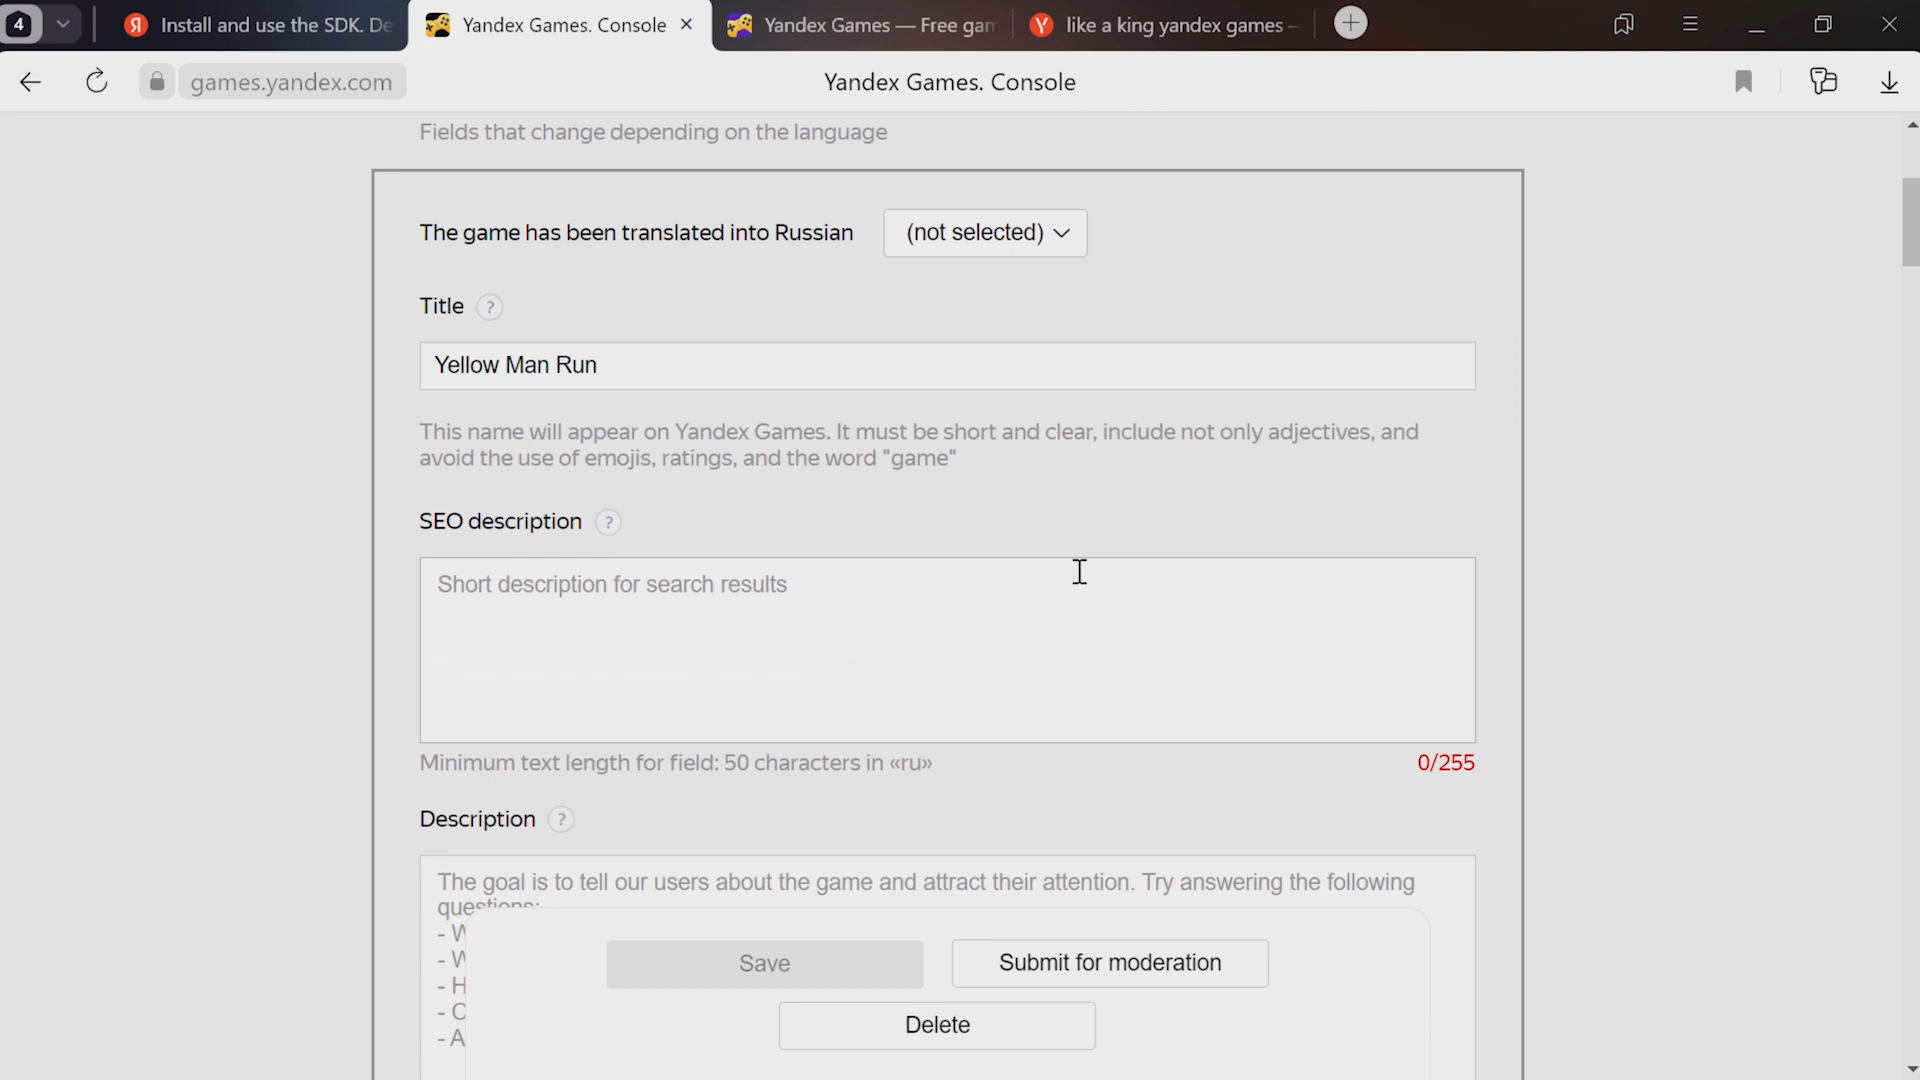 4
Install and use the SDK. De
Yandex Games. Console
Yandex Games — Free gam
like a king yandex games –
games.yandex.com
Yandex Games. Console
Fields that change depending on the language
The game has been translated into Russian
(not selected)
Title ?
Yellow Man Run
This name will appear on Yandex Games. It must be short and clear, include not only adjectives, and
avoid the use of emojis, ratings, and the word "game"
SEO description ?
Short description for search results
Minimum text length for field: 50 characters in «ru»
0/255
Description ?
The goal is to tell our users about the game and attract their attention. Try answering the following
questions:
- W
- W
- H
- C
- A
Save
Submit for moderation
Delete